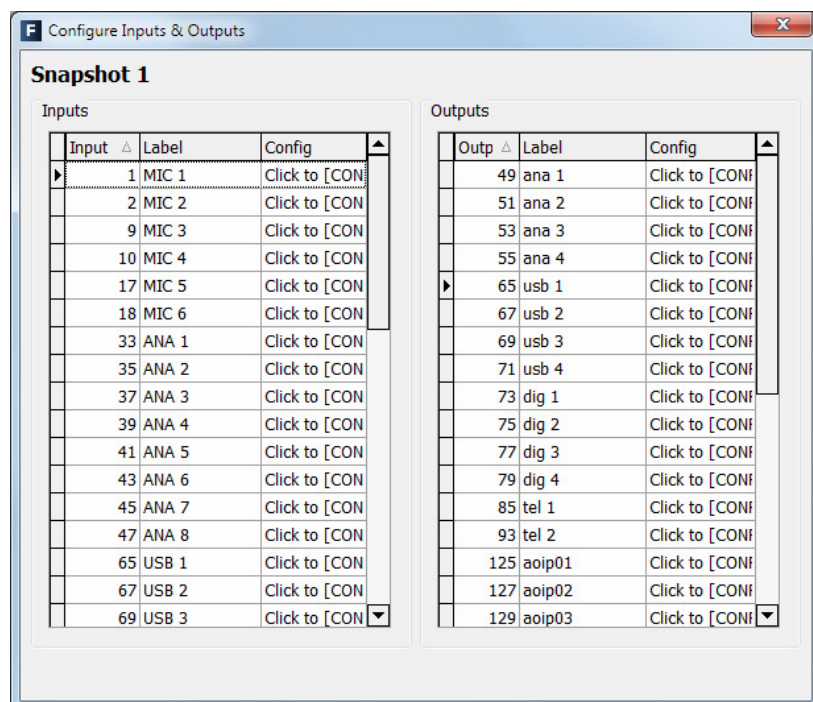 F Configure Inputs & Outputs
Snapshot 1
Inputs
Input Label Config
1 MIC 1 Click to [CON
2 MIC 2 Click to [CON
9 MIC 3 Click to [CON
10 MIC 4 Click to [CON
17 MIC 5 Click to [CON
18 MIC 6 Click to [CON
33 ANA 1 Click to [CON
35 ANA 2 Click to [CON
37 ANA 3 Click to [CON
39 ANA 4 Click to [CON
41 ANA 5 Click to [CON
43 ANA 6 Click to [CON
45 ANA 7 Click to [CON
47 ANA 8 Click to [CON
65 USB 1 Click to [CON
67 USB 2 Click to [CON
69 USB 3 Click to [CON
Outputs
Outp Label Config
49 ana 1 Click to [CONF
51 ana 2 Click to [CONF
53 ana 3 Click to [CONF
55 ana 4 Click to [CONF
65 usb 1 Click to [CONF
67 usb 2 Click to [CONF
69 usb 3 Click to [CONF
71 usb 4 Click to [CONF
73 dig 1 Click to [CONF
75 dig 2 Click to [CONF
77 dig 3 Click to [CONF
79 dig 4 Click to [CONF
85 tel 1 Click to [CONF
93 tel 2 Click to [CONF
125 aoip01 Click to [CONF
127 aoip02 Click to [CONF
129 aoip03 Click to [CONF